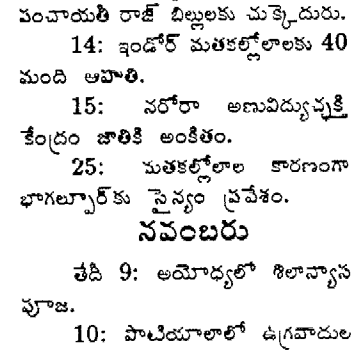 పంచాయతీ రాజ్ బిల్లులకు చుక్కెదురు.
14: ఇండోర్ మతకల్లోలాలకు 40
మంది ఆహుతి.
15: నరోరా అణువిద్యుచ్ఛక్తి
కేంద్రం జాతికి అంకితం.
25: మతకల్లోలాల కారణంగా
భాగల్పూర్‌కు సైన్యం ప్రవేశం.
నవంబరు
తేదీ 9: అయోధ్యలో శిలాన్యాస
పూజ.
10: పాటియాలాలో ఉగ్రవాదుల